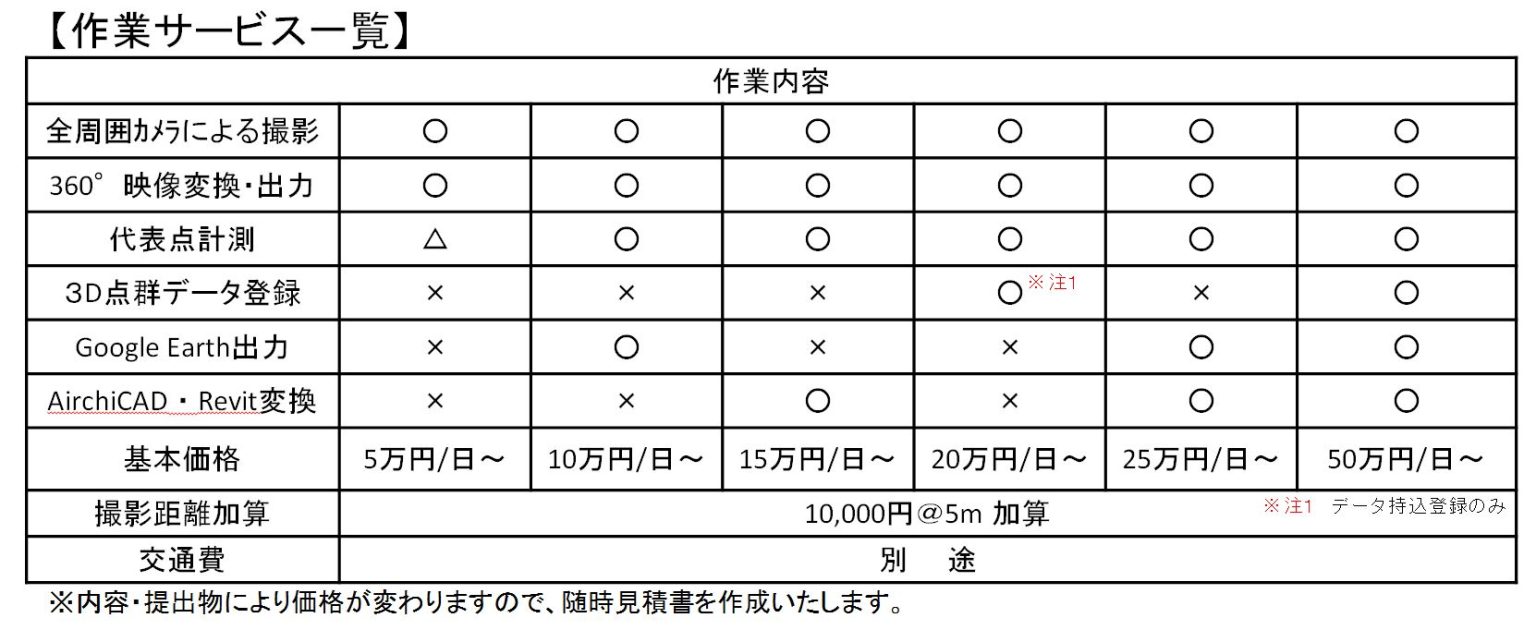 【作業サービス一覧】
作業内容
全周囲ｶﾒﾗによる撮影 〇 〇 〇 〇 〇 〇
360°映像変換・出力 〇 〇 〇 〇 〇 〇
代表点計測 △ 〇 〇 〇 〇 〇
３D点群データ登録 × × × 〇※注1 × 〇
Google Earth出力 × 〇 × × 〇 〇
AirchiCAD・Revit変換 × × 〇 × 〇 〇
基本価格 5万円/日～ 10万円/日～ 15万円/日～ 20万円/日～ 25万円/日～ 50万円/日～
撮影距離加算 10,000円＠5m 加算 ※注1 データ持込登録のみ
交通費 別 途
※内容・提出物により価格が変わりますので、随時見積書を作成いたします。